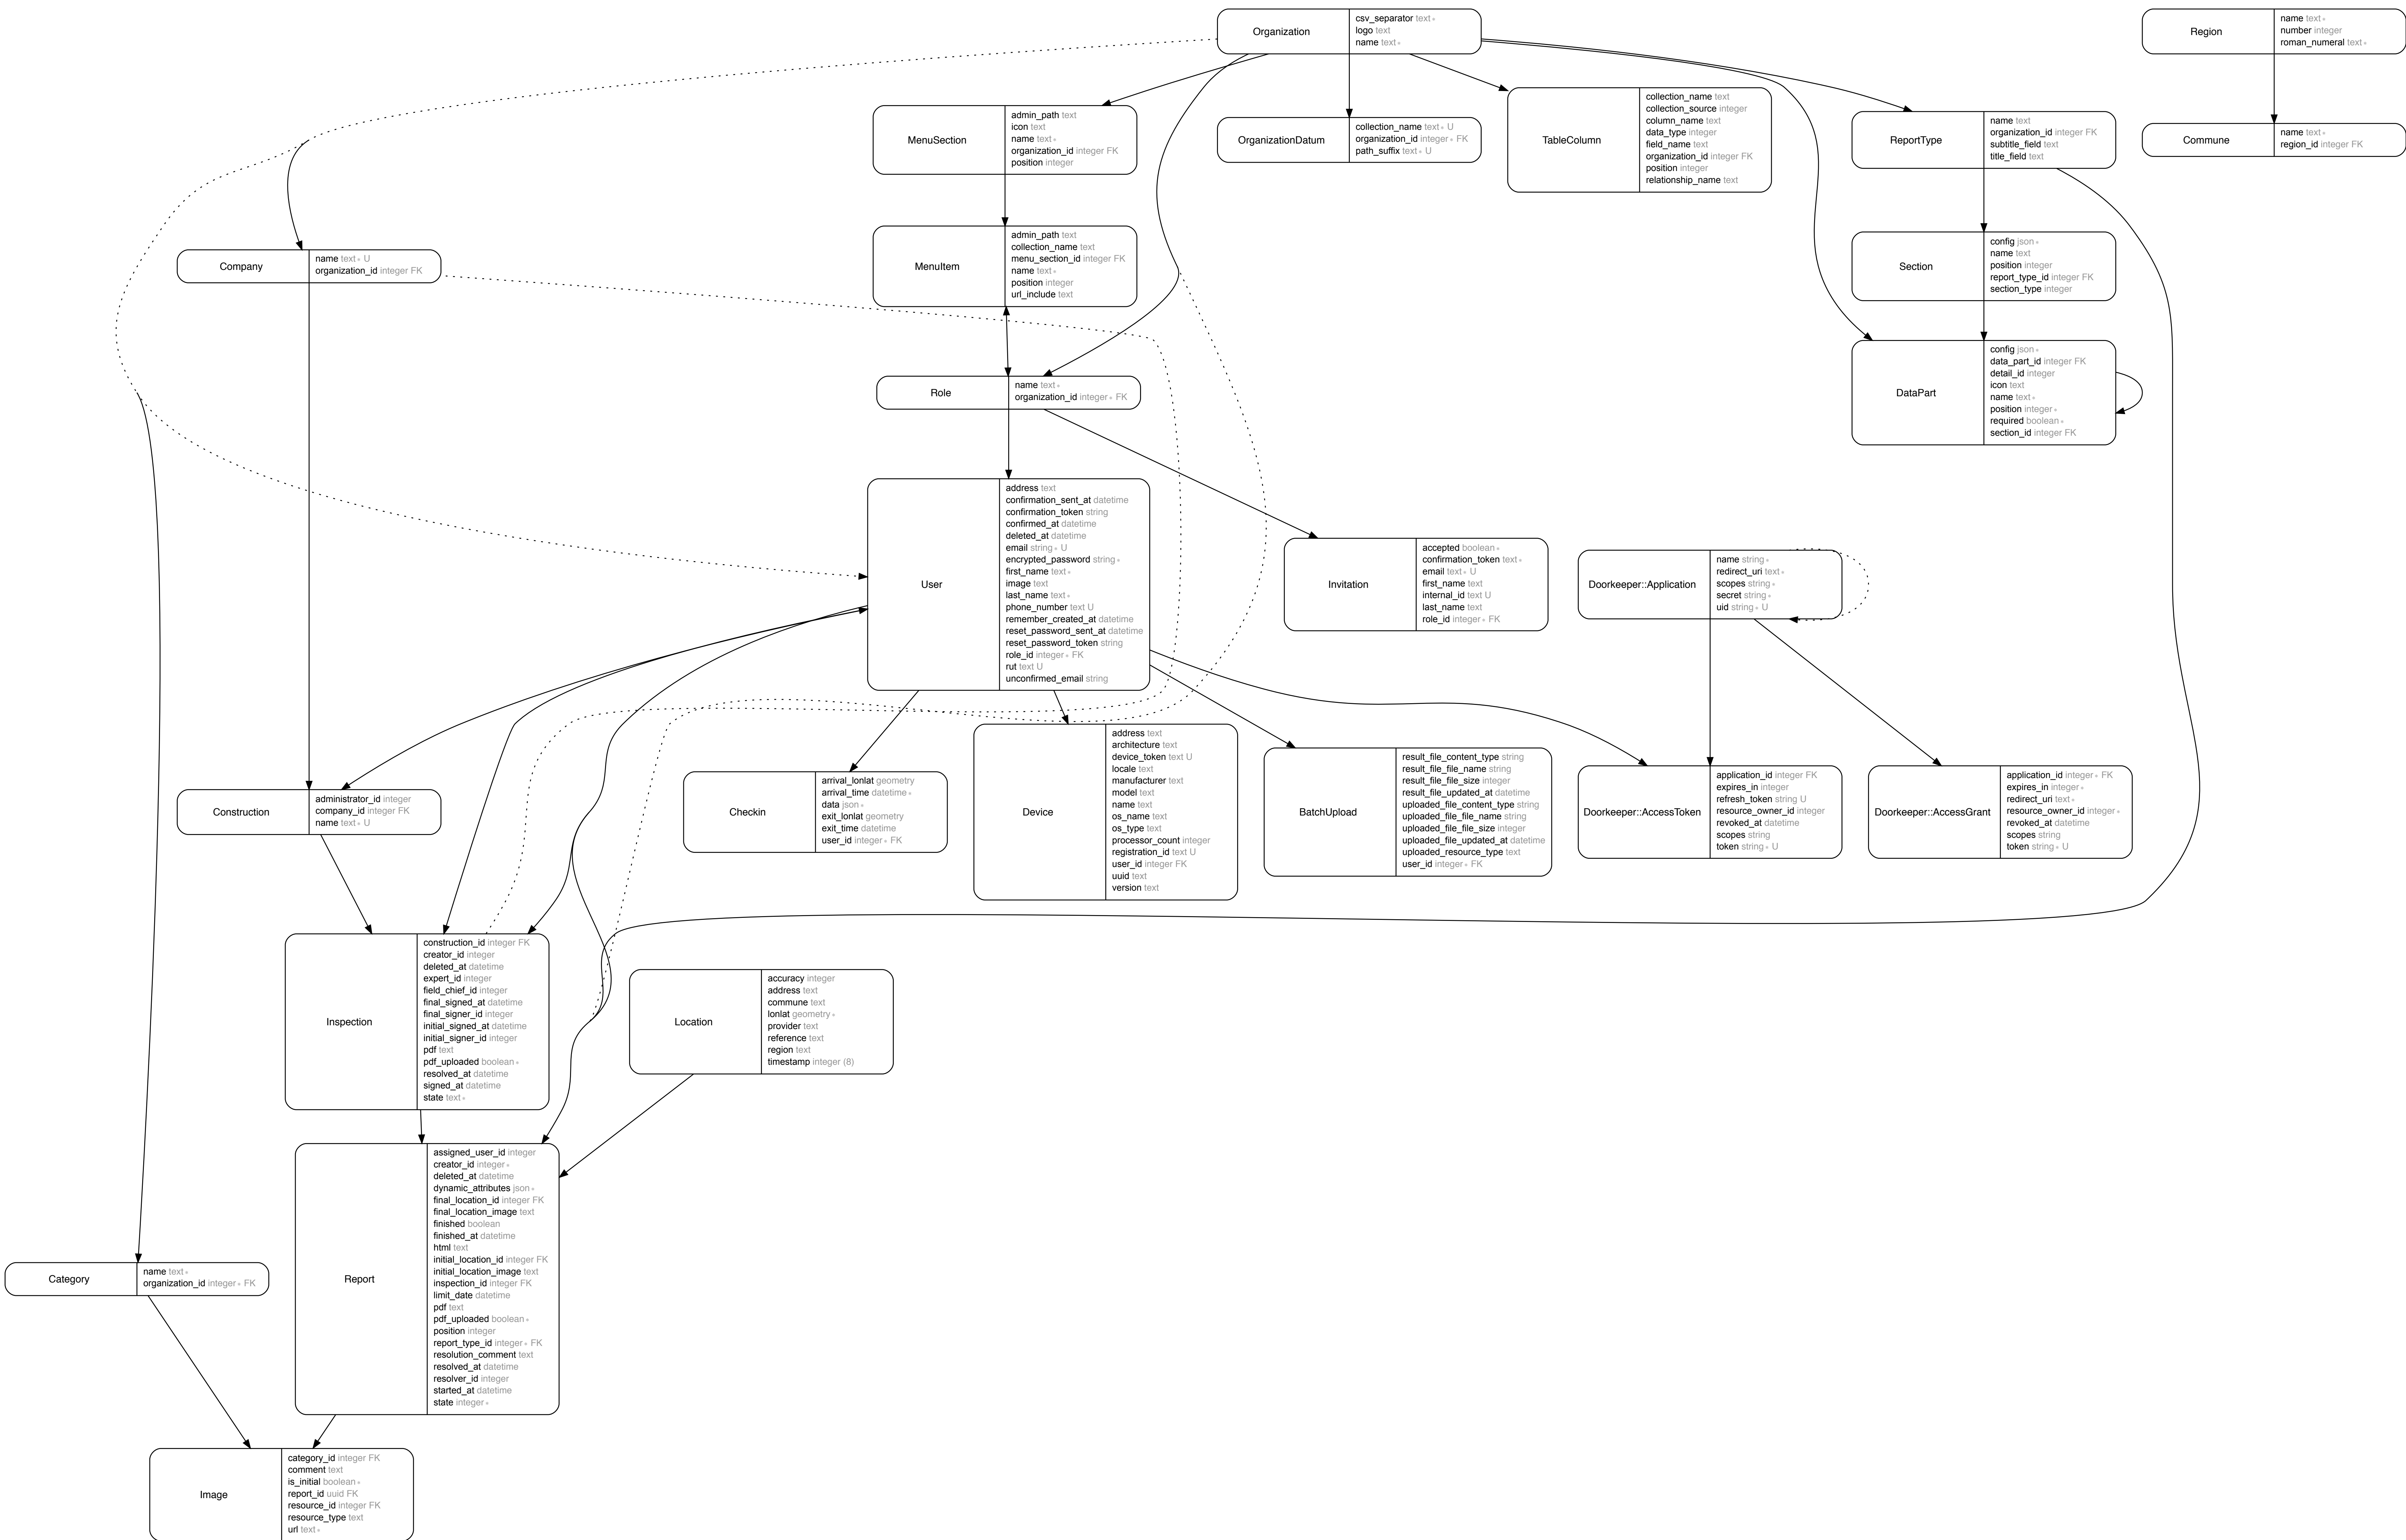 Organization
csv_separator text ∗
logo text
name text ∗
Region
name text ∗
number integer
roman_numeral text ∗
MenuSection
admin_path text
icon text
name text ∗
organization_id integer FK
position integer
OrganizationDatum
collection_name text ∗ U
organization_id integer ∗ FK
path_suffix text ∗ U
TableColumn
collection_name text
collection_source integer
column_name text
data_type integer
field_name text
organization_id integer FK
position integer
relationship_name text
ReportType
name text
organization_id integer FK
subtitle_field text
title_field text
Commune
name text ∗
region_id integer FK
Company
name text ∗ U
organization_id integer FK
MenuItem
admin_path text
collection_name text
menu_section_id integer FK
name text ∗
position integer
url_include text
Section
config json ∗
name text
position integer
report_type_id integer FK
section_type integer
Role
name text ∗
organization_id integer ∗ FK
DataPart
config json ∗
data_part_id integer FK
detail_id integer
icon text
name text ∗
position integer ∗
required boolean ∗
section_id integer FK
User
address text
confirmation_sent_at datetime
confirmation_token string
confirmed_at datetime
deleted_at datetime
email string ∗ U
encrypted_password string ∗
first_name text ∗
image text
last_name text ∗
phone_number text U
remember_created_at datetime
reset_password_sent_at datetime
reset_password_token string
role_id integer ∗ FK
rut text U
unconfirmed_email string
Invitation
accepted boolean ∗
confirmation_token text ∗
email text ∗ U
first_name text
internal_id text U
last_name text
role_id integer ∗ FK
Doorkeeper::Application
name string ∗
redirect_uri text ∗
scopes string ∗
secret string ∗
uid string ∗ U
Construction
administrator_id integer
company_id integer FK
name text ∗ U
Checkin
arrival_lonlat geometry
arrival_time datetime ∗
data json ∗
exit_lonlat geometry
exit_time datetime
user_id integer ∗ FK
Device
address text
architecture text
device_token text U
locale text
manufacturer text
model text
name text
os_name text
os_type text
processor_count integer
registration_id text U
user_id integer FK
uuid text
version text
BatchUpload
result_file_content_type string
result_file_file_name string
result_file_file_size integer
result_file_updated_at datetime
uploaded_file_content_type string
uploaded_file_file_name string
uploaded_file_file_size integer
uploaded_file_updated_at datetime
uploaded_resource_type text
user_id integer ∗ FK
Doorkeeper::AccessToken
application_id integer FK
expires_in integer
refresh_token string U
resource_owner_id integer
revoked_at datetime
scopes string
token string ∗ U
Doorkeeper::AccessGrant
application_id integer ∗ FK
expires_in integer ∗
redirect_uri text ∗
resource_owner_id integer ∗
revoked_at datetime
scopes string
token string ∗ U
Inspection
construction_id integer FK
creator_id integer
deleted_at datetime
expert_id integer
field_chief_id integer
final_signed_at datetime
final_signer_id integer
initial_signed_at datetime
initial_signer_id integer
pdf text
pdf_uploaded boolean ∗
resolved_at datetime
signed_at datetime
state text ∗
Location
accuracy integer
address text
commune text
lonlat geometry ∗
provider text
reference text
region text
timestamp integer (8)
Report
assigned_user_id integer
creator_id integer ∗
deleted_at datetime
dynamic_attributes json ∗
final_location_id integer FK
final_location_image text
finished boolean
finished_at datetime
html text
initial_location_id integer FK
initial_location_image text
inspection_id integer FK
limit_date datetime
pdf text
pdf_uploaded boolean ∗
position integer
report_type_id integer ∗ FK
resolution_comment text
resolved_at datetime
resolver_id integer
started_at datetime
state integer ∗
Category
name text ∗
organization_id integer ∗ FK
Image
category_id integer FK
comment text
is_initial boolean ∗
report_id uuid FK
resource_id integer FK
resource_type text
url text ∗